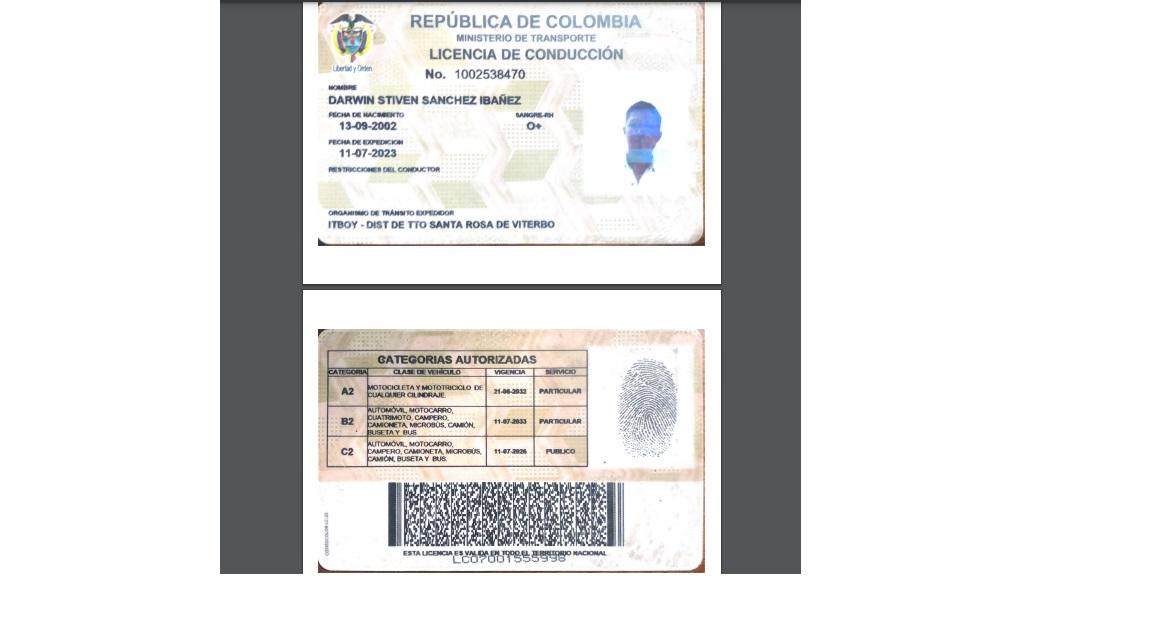 REPÚBLICA DE COLOMBIA
MINISTERIO DE TRANSPORTE
LICENCIA DE CONDUCCIÓN
Libertad y Orden
No. 1002538470
NOMBRE
DARWIN STIVEN SANCHEZ IBAÑEZ
FECHA DE NACIMIENTO SANGRE-RH
13-09-2002 O+
FECHA DE EXPEDICION
11-07-2023
RESTRICCIONES DEL CONDUCTOR
ORGANISMO DE TRÁNSITO EXPEDIDOR
ITBOY - DIST DE TTO SANTA ROSA DE VITERBO
CATEGORIAS AUTORIZADAS
CATEGORIA CLASE DE VEHÍCULO VIGENCIA SERVICIO
MOTOCICLETA Y MOTOTRICICLO DE
A2 CUALQUIER CILINDRAJE 21-06-2032 PARTICULAR
AUTOMÓVIL, MOTOCARRO,
CUATRIMOTO, CAMPERO,
B2 CAMIONETA, MICROBÚS, CAMIÓN, 11-07-2033 PARTICULAR
BUSETA Y BUS
AUTOMÓVIL, MOTOCARRO,
C2 CAMPERO, CAMIONETA, MICROBÚS, 11-07-2026 PUBLICO
CAMIÓN, BUSETA Y BUS.
ESTA LICENCIA ES VALIDA EN TODO EL TERRITORIO NACIONAL
LC07001555998